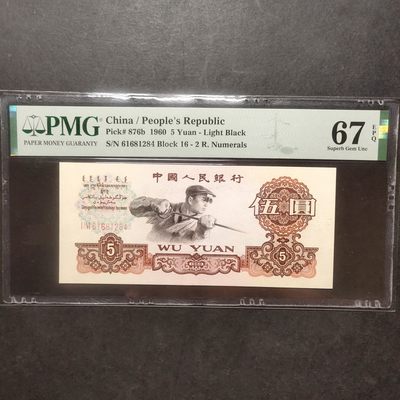 PMG
PAPER MONEY GUARANTY
China / People's Republic
Pick# 876b 1960 5 Yuan - Light Black
S/N 61681284 Block 16 - 2 R. Numerals
67 EPQ
Superb Gem Unc
中國人民銀行
伍圓
61681284
WU YUAN
5
5